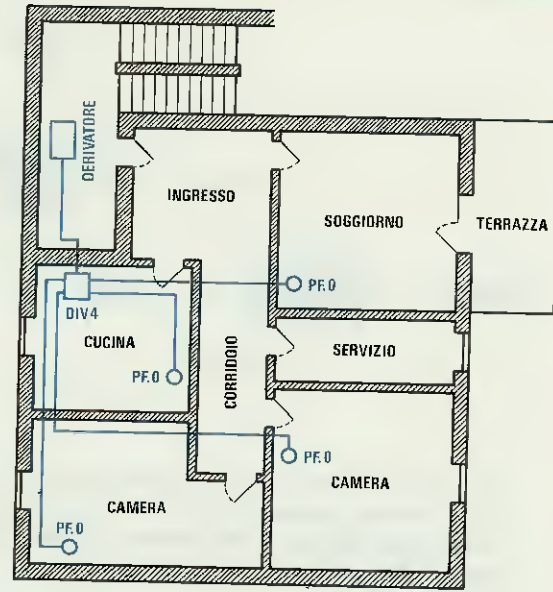 DERIVATORE
INGRESSO
SOGGIORNO
TERRAZZA
PF.0
DIV4
CUCINA
PF.0
CORRIDOIO
SERVIZIO
PF.0
CAMERA
CAMERA
PF.0